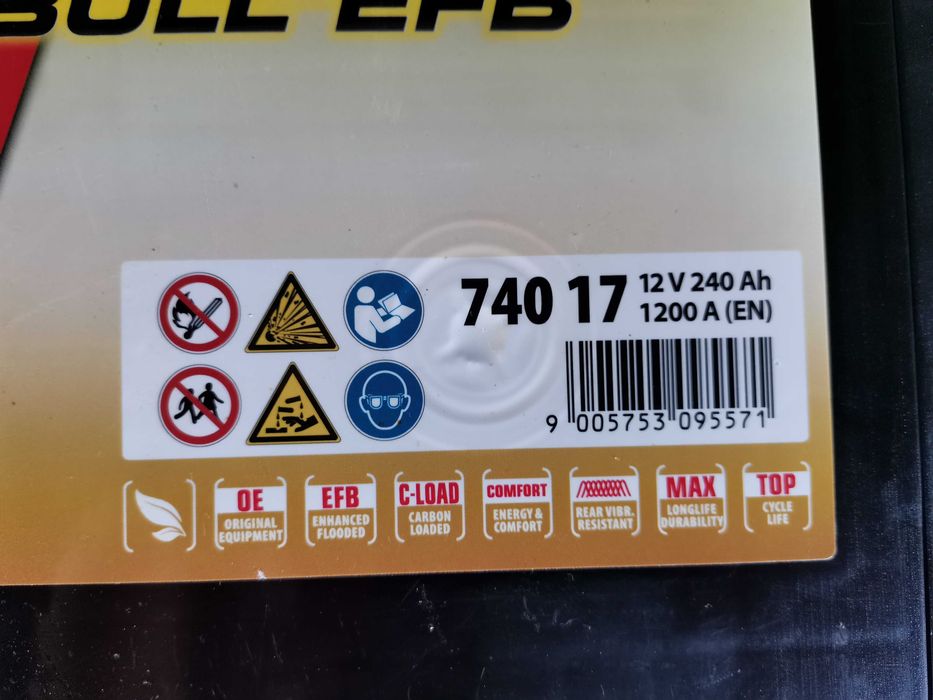 BULL EFB
740 17
12 V 240 Ah
1200 A (EN)
9 005753 095571
OE
ORIGINAL
EQUIPMENT
EFB
ENHANCED
FLOODED
C-LOAD
CARBON
LOADED
COMFORT
ENERGY &
COMFORT
REAR VIBR.
RESISTANT
MAX
LONGLIFE
DURABILITY
TOP
CYCLE
LIFE